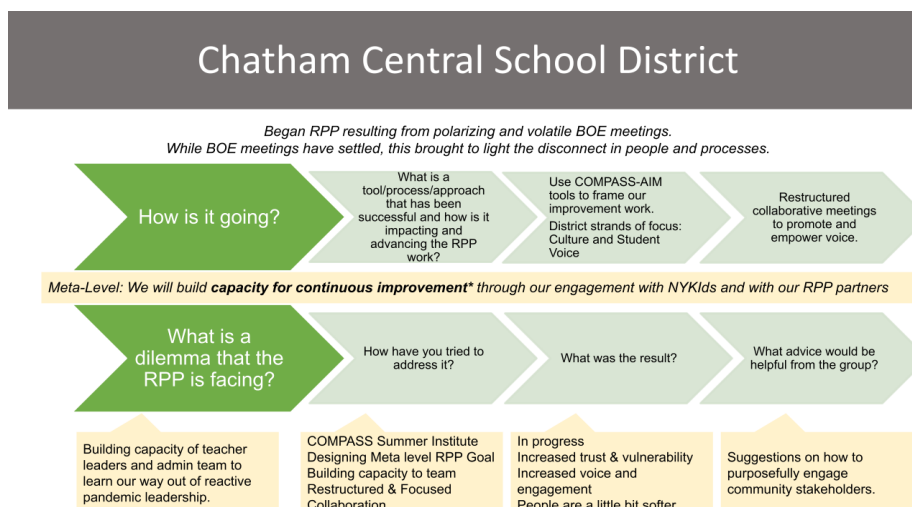 Chatham Central School District
Began RPP resulting from polarizing and volatile BOE meetings.
While BOE meetings have settled, this brought to light the disconnect in people and processes.
How is it going?
What is a
tool/process/approach
that has been
successful and how is it
impacting and
advancing the RPP
work?
Use COMPASS-AIM
tools to frame our
improvement work.
District strands of focus:
Culture and Student
Voice
Restructured
collaborative meetings
to promote and
empower voice.
Meta-Level: We will build capacity for continuous improvement* through our engagement with NYKIds and with our RPP partners
What is a
dilemma that the
RPP is facing?
How have you tried to
address it?
What was the result?
What advice would be
helpful from the group?
Building capacity of teacher
leaders and admin team to
learn our way out of reactive
pandemic leadership.
COMPASS Summer Institute
Designing Meta level RPP Goal
Building capacity to team
Restructured & Focused
Collaboration
In progress
Increased trust & vulnerability
Increased voice and
engagement
People are a little bit softer
Suggestions on how to
purposefully engage
community stakeholders.